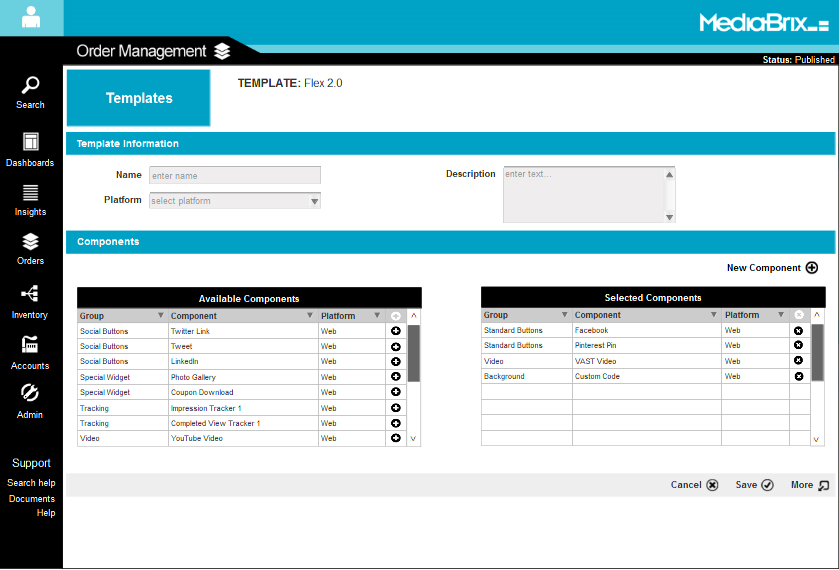 MediaBrix
Order Management
Status: Published
Search
Dashboards
Insights
Orders
Inventory
Accounts
Admin
Support
Search help
Documents
Help
Templates
TEMPLATE: Flex 2.0
Template Information
Name enter name
Platform select platform
Description enter text...
Components
New Component
Available Components
Group Component Platform
Social Buttons Twitter Link Web
Social Buttons Tweet Web
Social Buttons LinkedIn Web
Special Widget Photo Gallery Web
Special Widget Coupon Download Web
Tracking Impression Tracker 1 Web
Tracking Completed View Tracker 1 Web
Video YouTube Video Web
Selected Components
Group Component Platform
Standard Buttons Facebook Web
Standard Buttons Pinterest Pin Web
Video VAST Video Web
Background Custom Code Web
Cancel Save More